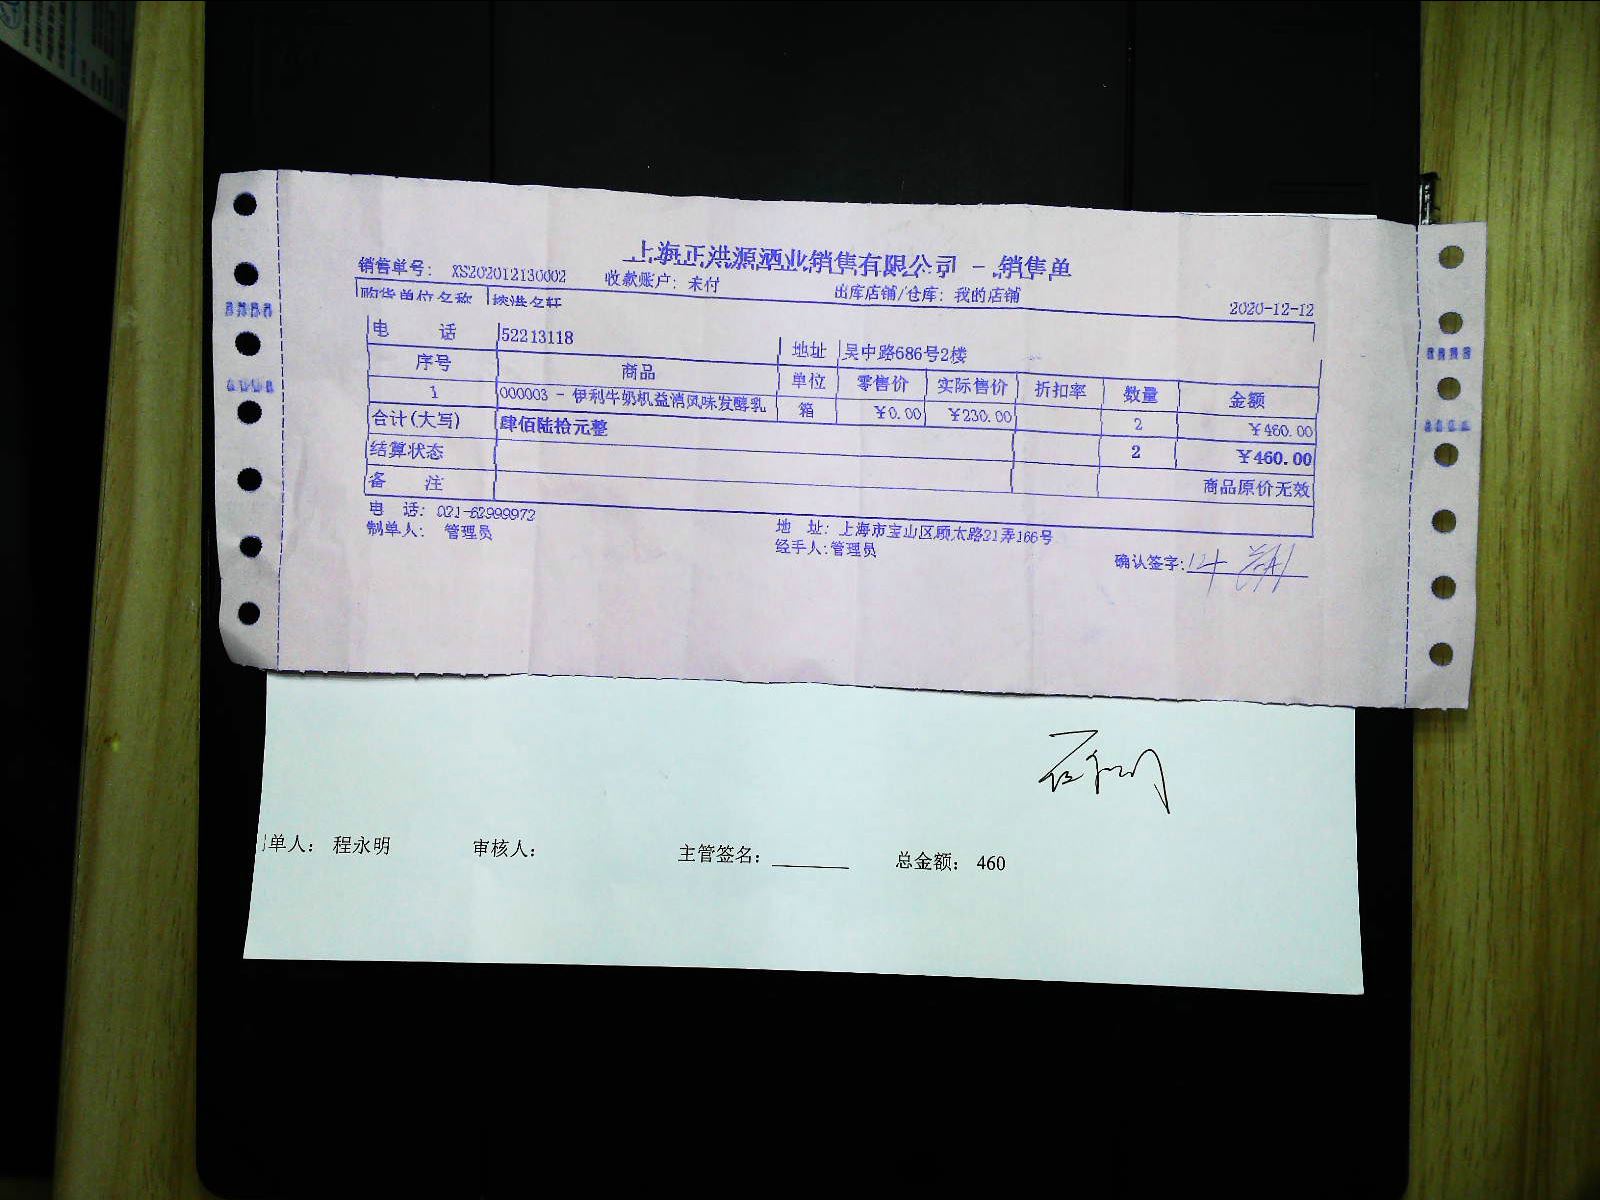 上海正洪源酒业销售有限公司 - 销售单
销售单号: XS202012130002 收款账户: 未付 出库店铺/仓库: 我的店铺 2020-12-12
购货单位名称
电 话 52213118 地址 吴中路686号2楼
序号 商品 单位 零售价 实际售价 折扣率 数量 金额
1 000003 - 伊利牛奶机益消风味发酵乳 箱 ¥0.00 ¥230.00 2 ¥460.00
合计(大写) 肆佰陆拾元整 2 ¥460.00
结算状态 商品原价无效
备 注
电 话: 021-62999972 地 址: 上海市宝山区顾太路21弄166号
制单人: 管理员 经手人:管理员 确认签字:
单人: 程永明 审核人: 主管签名: 总金额: 460